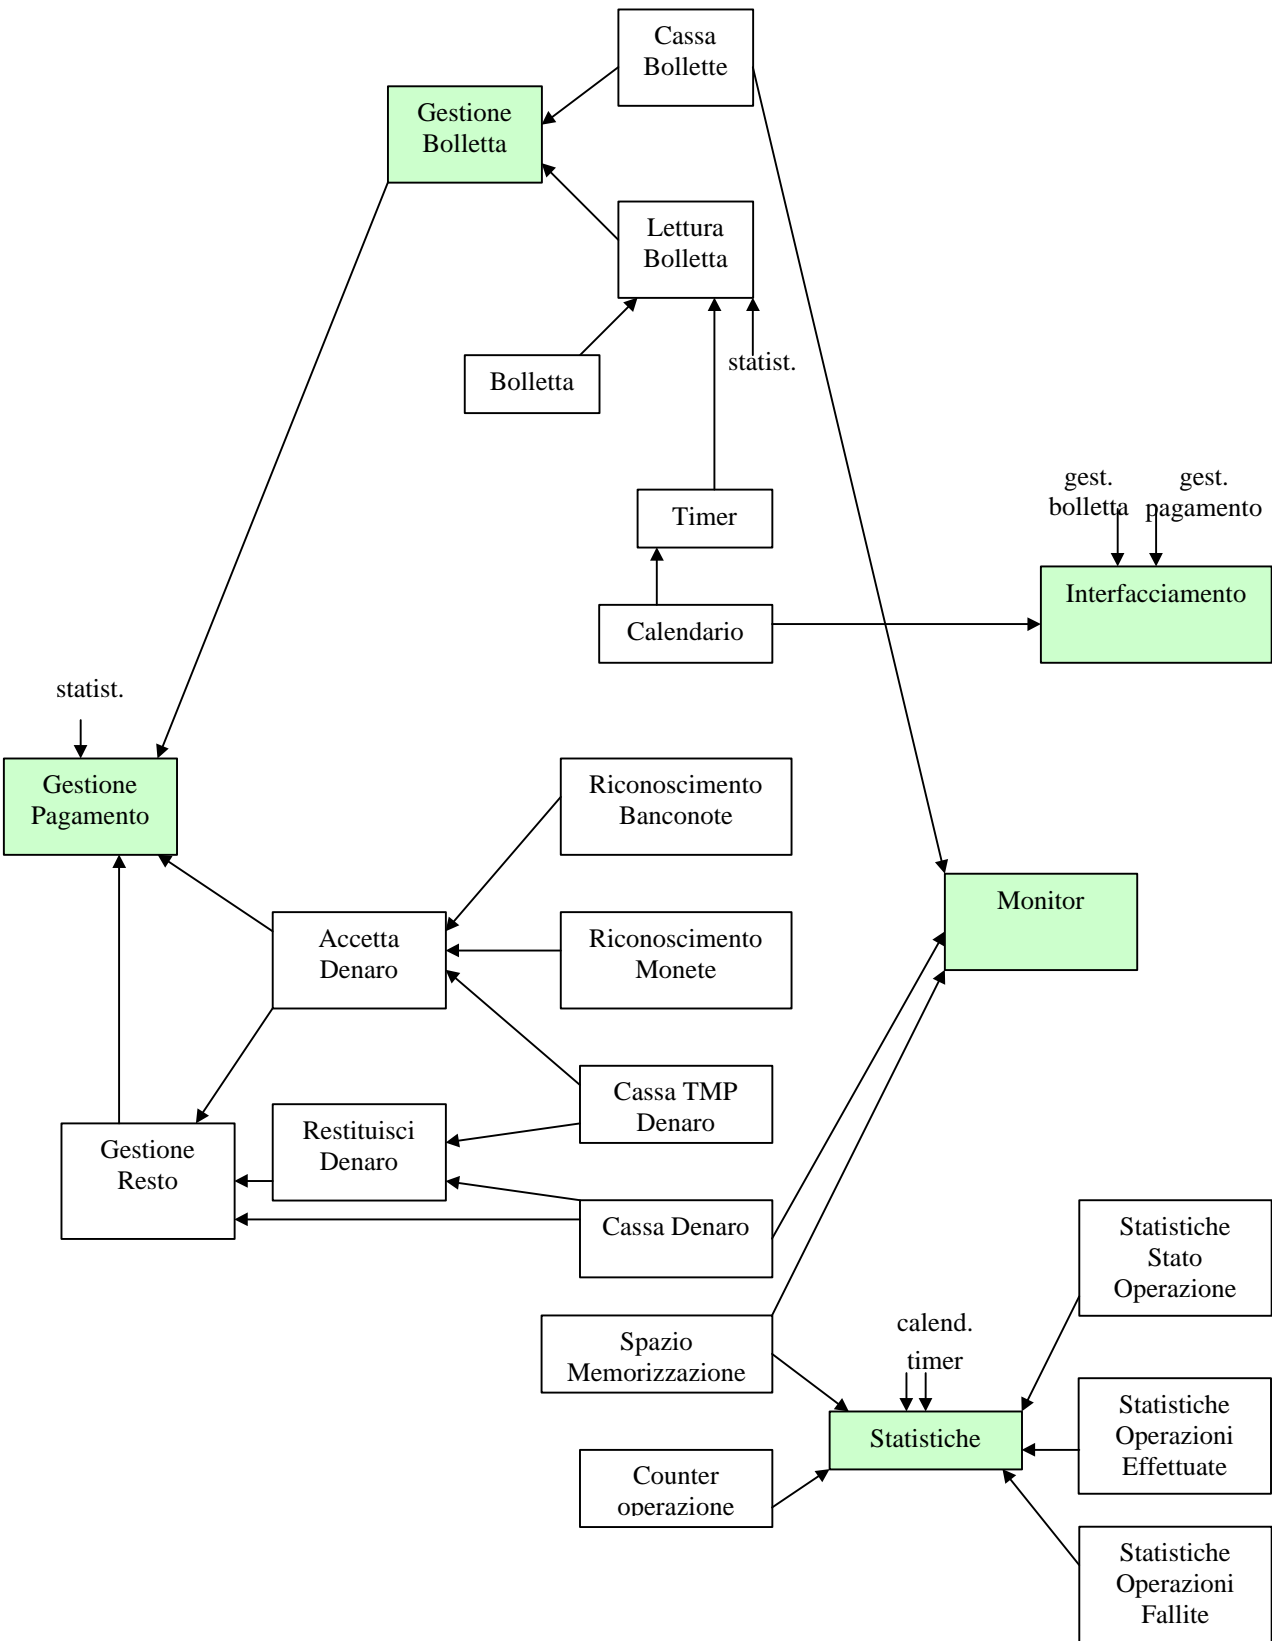 Cassa
Bollette
Gestione
Bolletta
Lettura
Bolletta
statist.
Bolletta
gest.
bolletta
gest.
pagamento
Timer
Interfacciamento
Calendario
statist.
Gestione
Pagamento
Riconoscimento
Banconote
Monitor
Accetta
Denaro
Riconoscimento
Monete
Cassa TMP
Denaro
Restituisci
Denaro
Gestione
Resto
Cassa Denaro
Statistiche
Stato
Operazione
Spazio
Memorizzazione
calend.
timer
Statistiche
Statistiche
Operazioni
Effettuate
Counter
operazione
Statistiche
Operazioni
Fallite